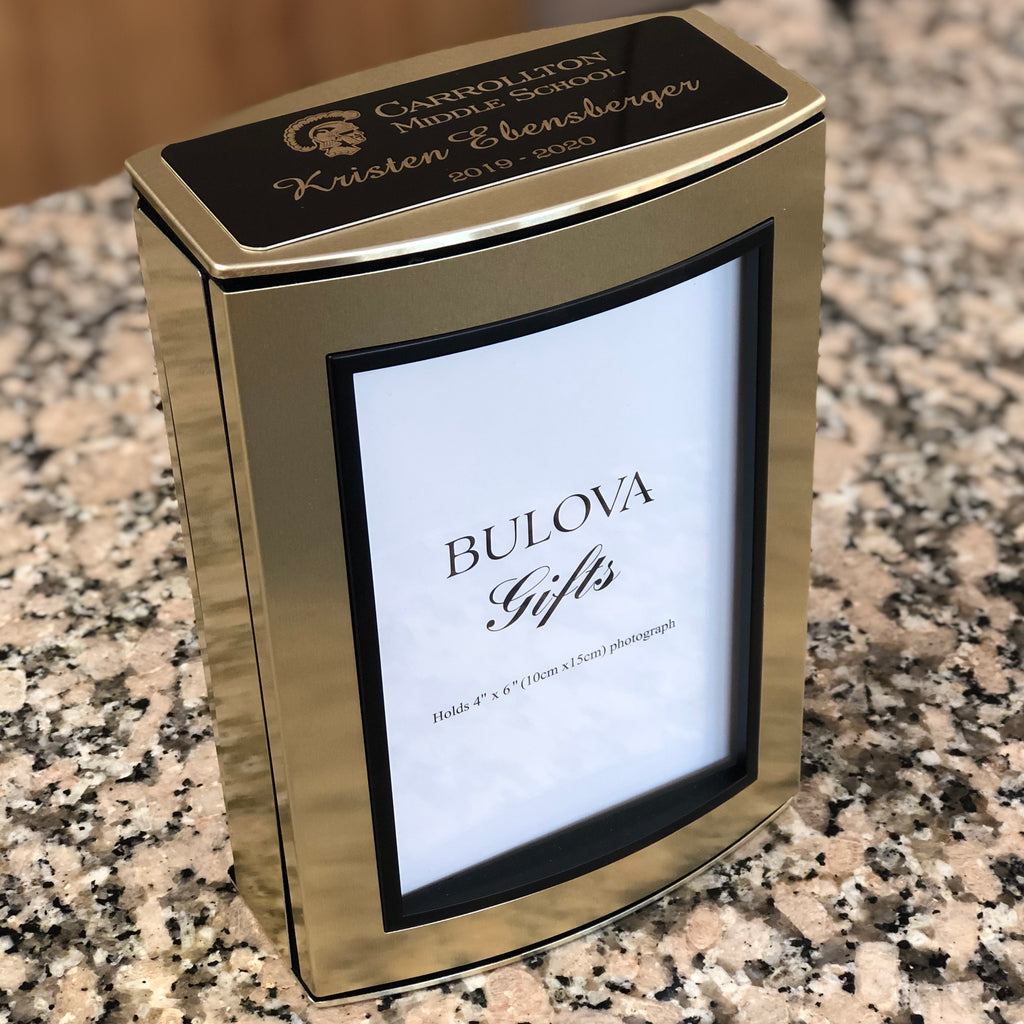 CARROLLTON
MIDDLE SCHOOL
Kristen Ebensberger
2019 - 2020
BULOVA
Gifts
Holds 4" x 6" (10cm x15cm) photograph